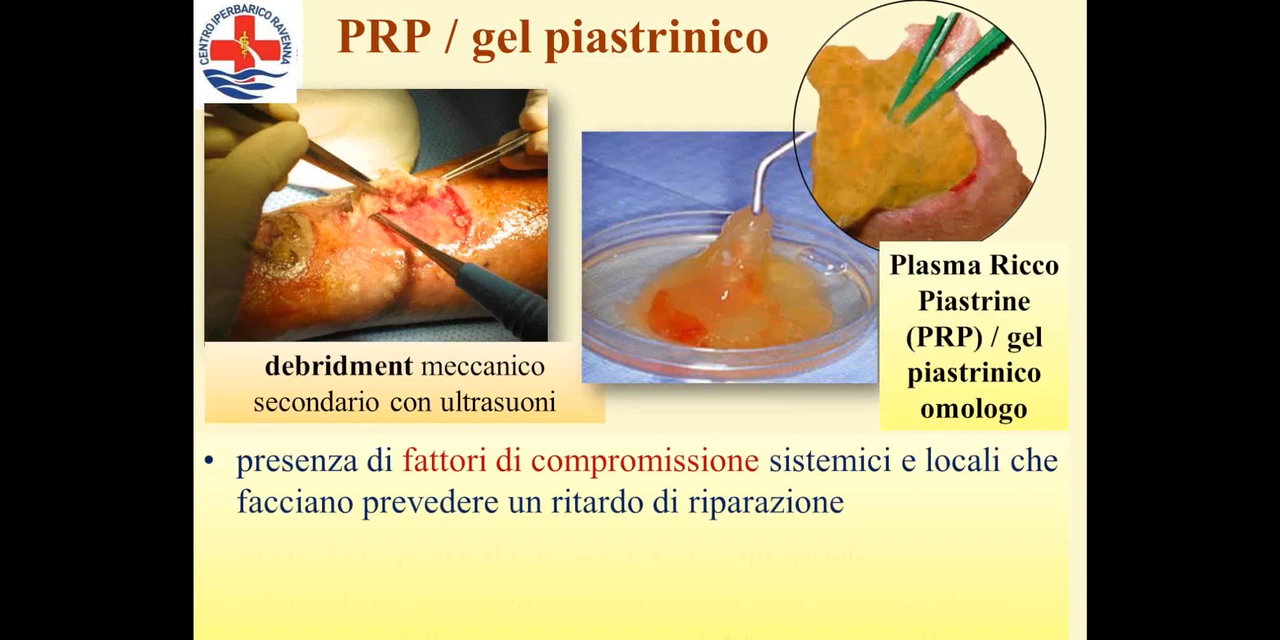 CENTRO IPERBARICO RAVENNA
PRP / gel piastrinico
debridment meccanico
secondario con ultrasuoni
Plasma Ricco
Piastrine
(PRP) / gel
piastrinico
omologo
• presenza di fattori di compromissione sistemici e locali che
facciano prevedere un ritardo di riparazione